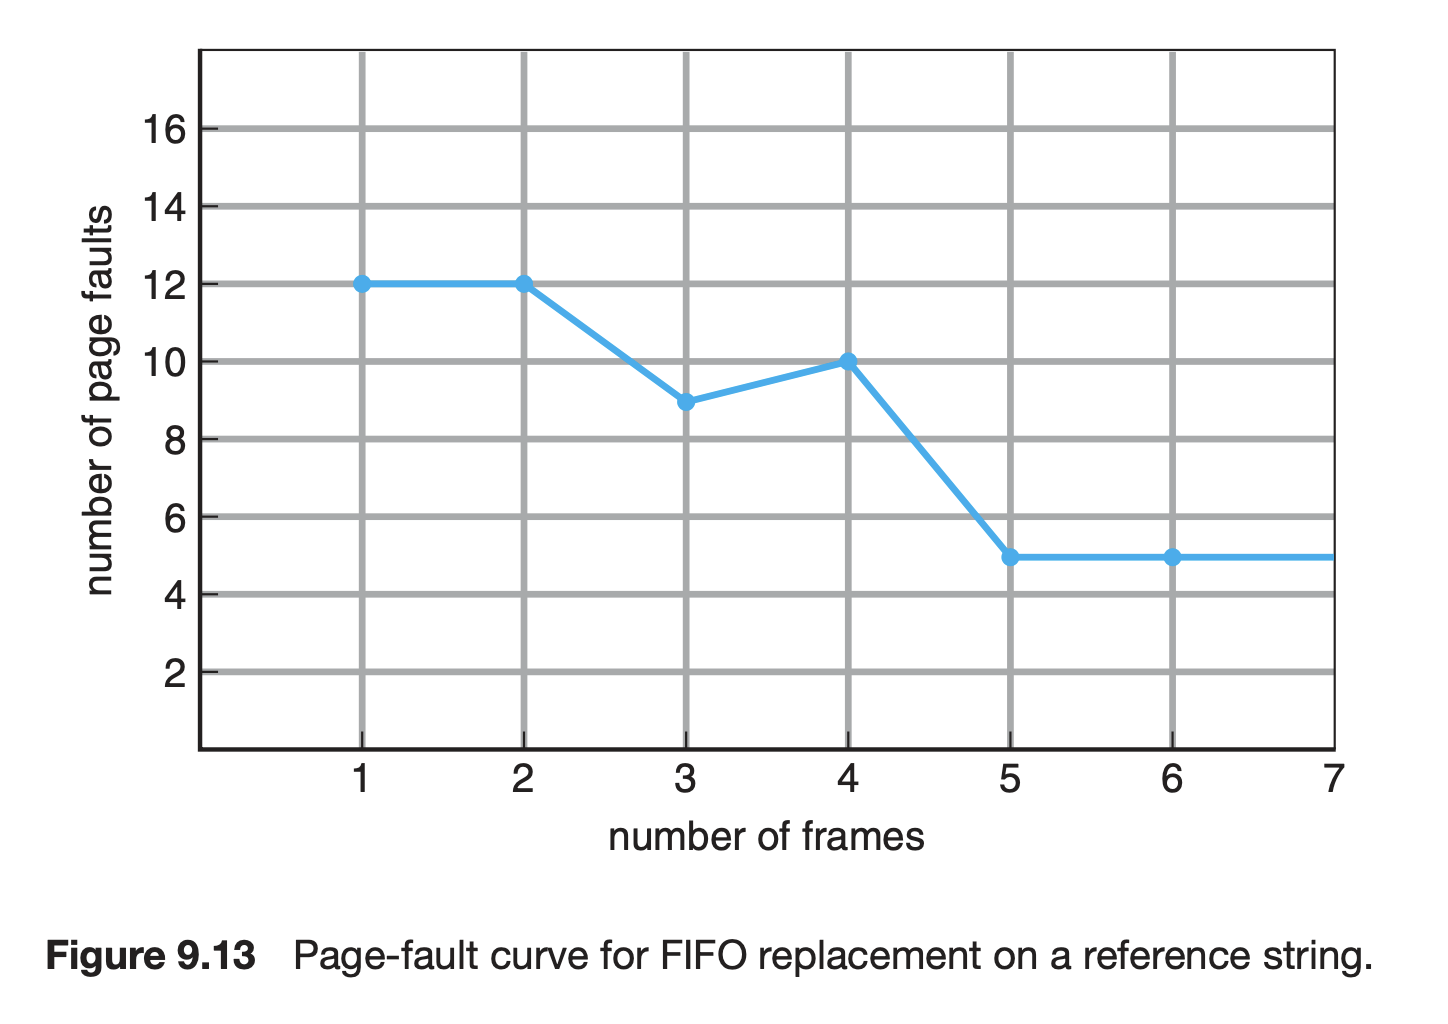 16
14
12
10
8
6
4
2
number of page faults
1 2 3 4 5 6 7
number of frames
Figure 9.13 Page-fault curve for FIFO replacement on a reference string.